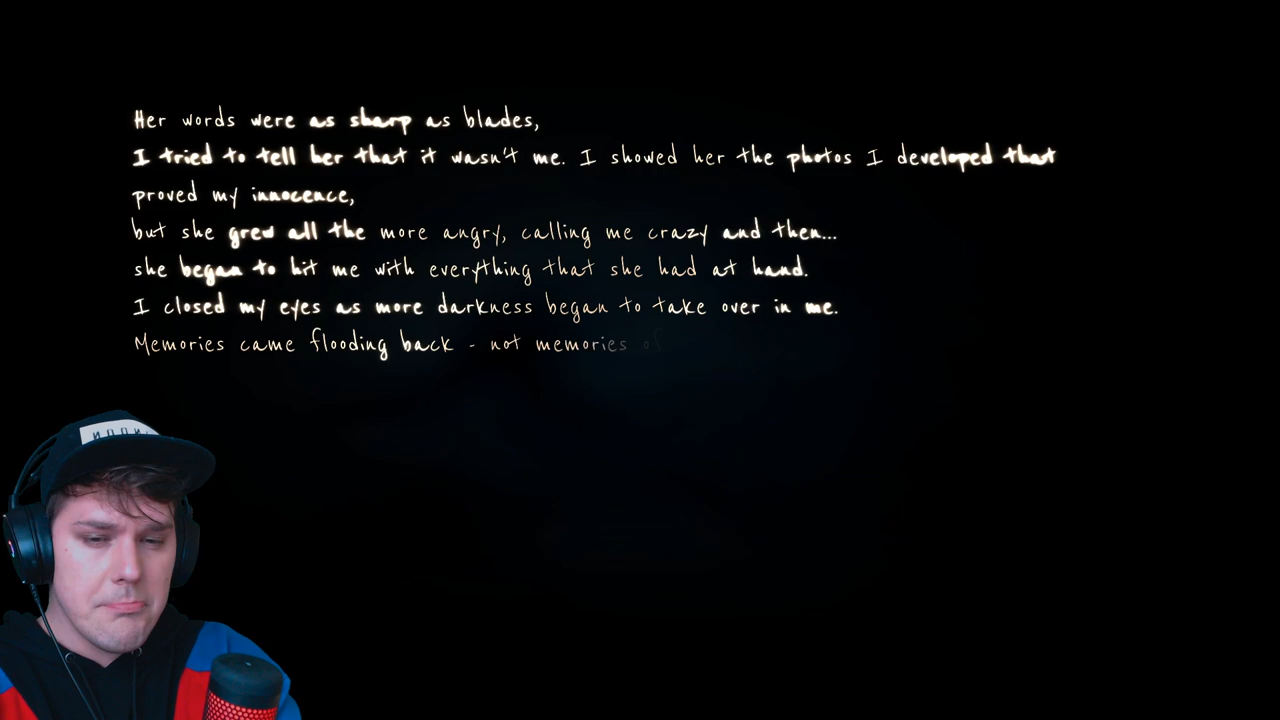 Her words were as sharp as blades,
I tried to tell her that it wasn't me. I showed her the photos I developed that
proved my innocence,
but she grew all the more angry, calling me crazy and then...
she began to hit me with everything that she had at hand.
I closed my eyes as more darkness began to take over in me.
Memories came flooding back - not memories of